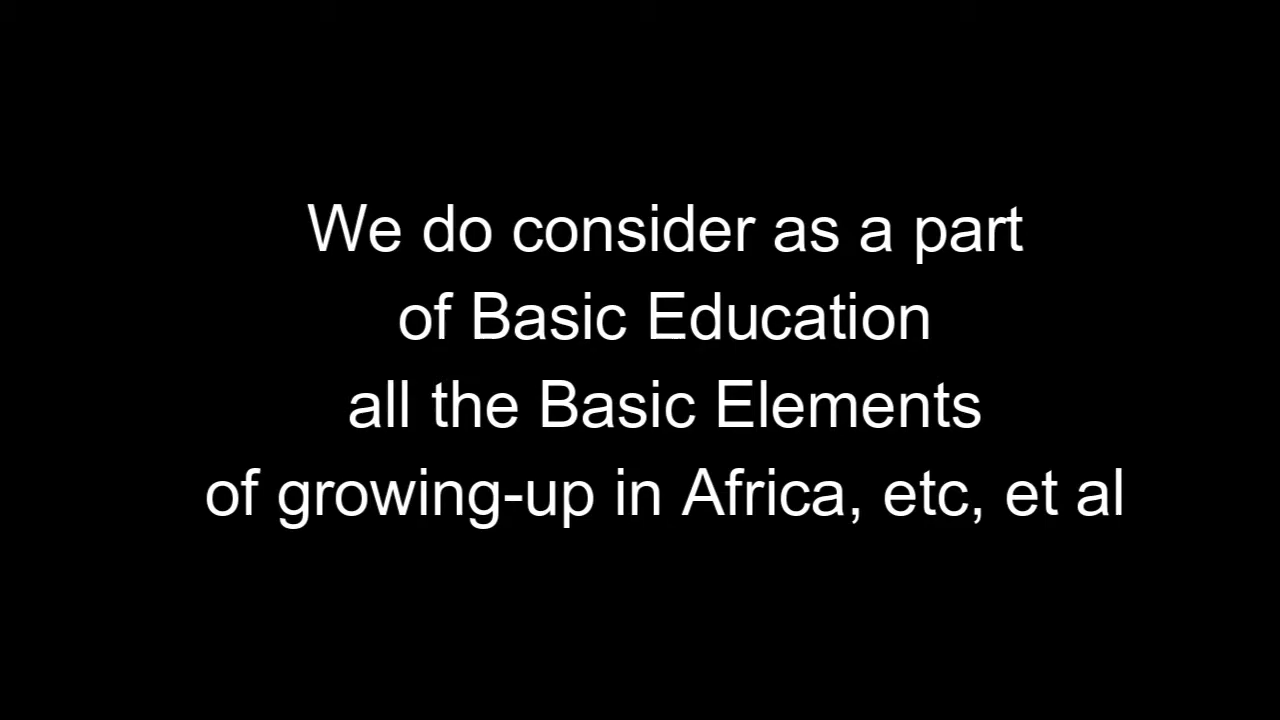 We do consider as a part
of Basic Education
all the Basic Elements
of growing-up in Africa, etc, et al